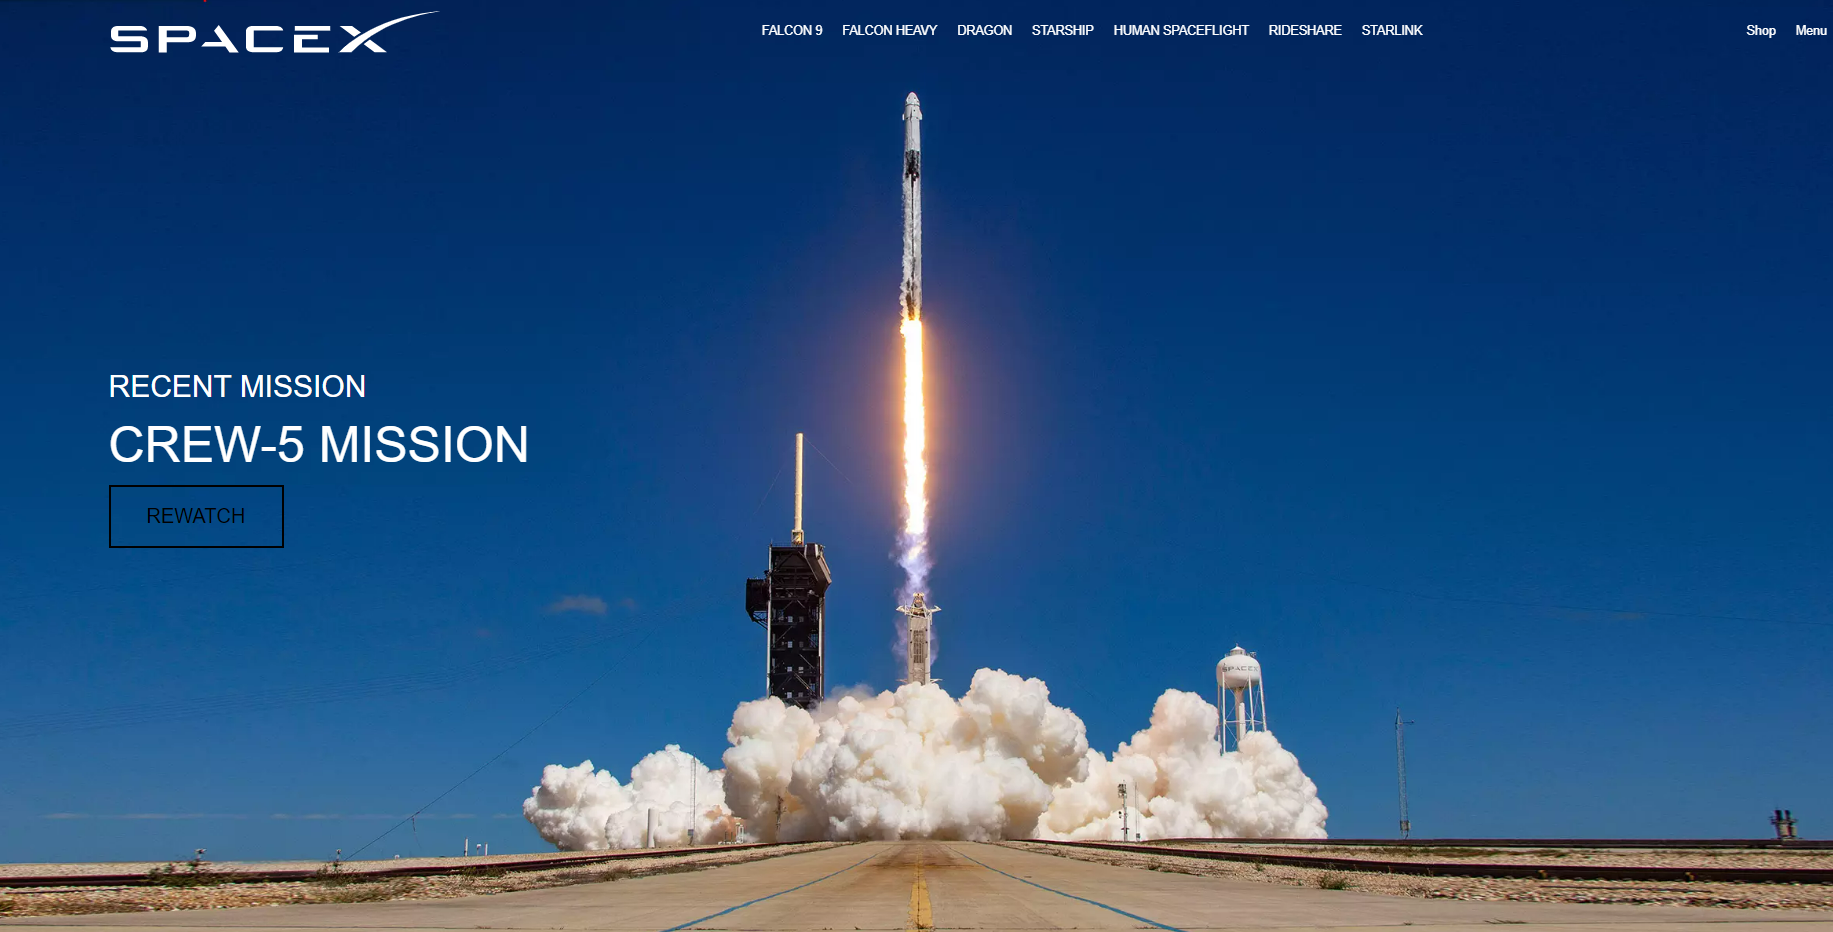 SPACEX
FALCON 9 FALCON HEAVY DRAGON STARSHIP HUMAN SPACEFLIGHT RIDESHARE STARLINK
Shop Menu
RECENT MISSION
CREW-5 MISSION
REWATCH
SPACEX